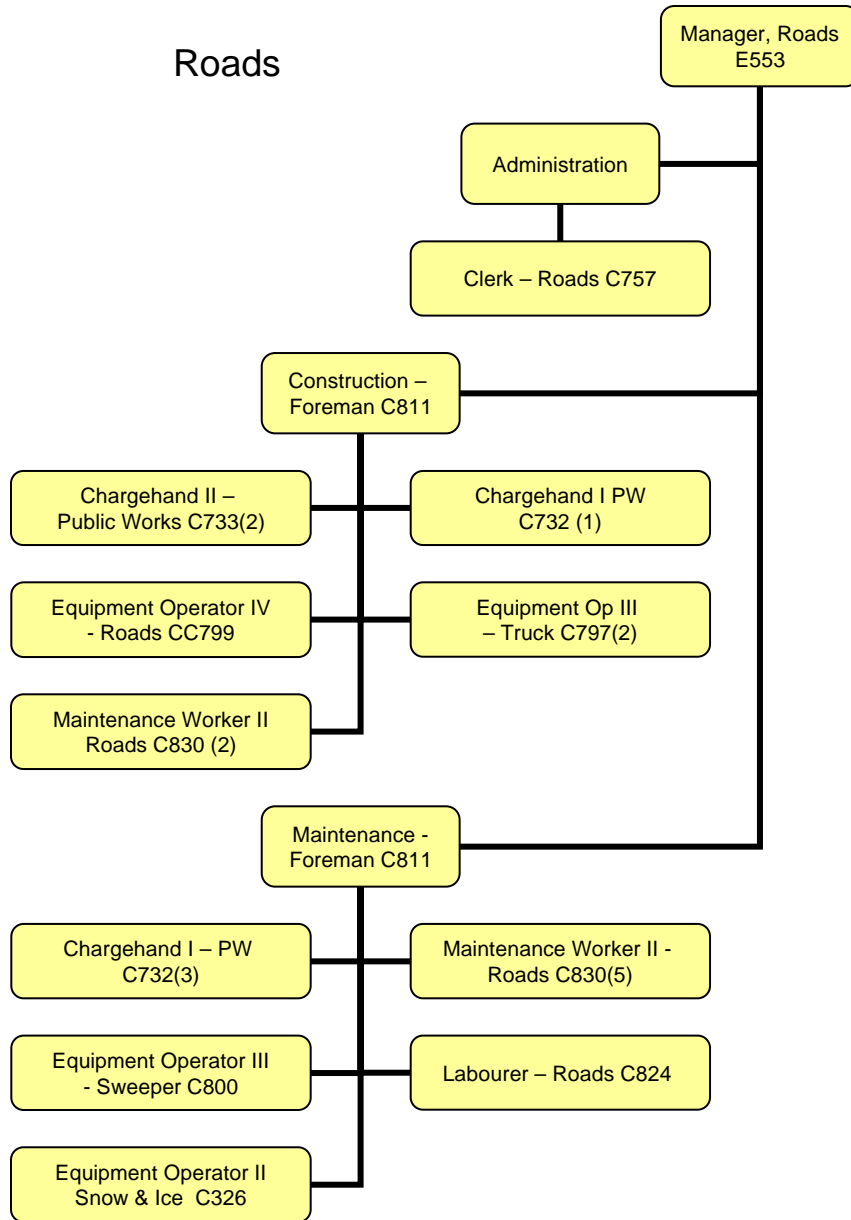 Roads
Manager, Roads
E553
Administration
Clerk – Roads C757
Construction –
Foreman C811
Chargehand II –
Public Works C733(2)
Chargehand I PW
C732 (1)
Equipment Operator IV
- Roads CC799
Equipment Op III
– Truck C797(2)
Maintenance Worker II
Roads C830 (2)
Maintenance -
Foreman C811
Chargehand I – PW
C732(3)
Maintenance Worker II -
Roads C830(5)
Equipment Operator III
- Sweeper C800
Labourer – Roads C824
Equipment Operator II
Snow & Ice C326